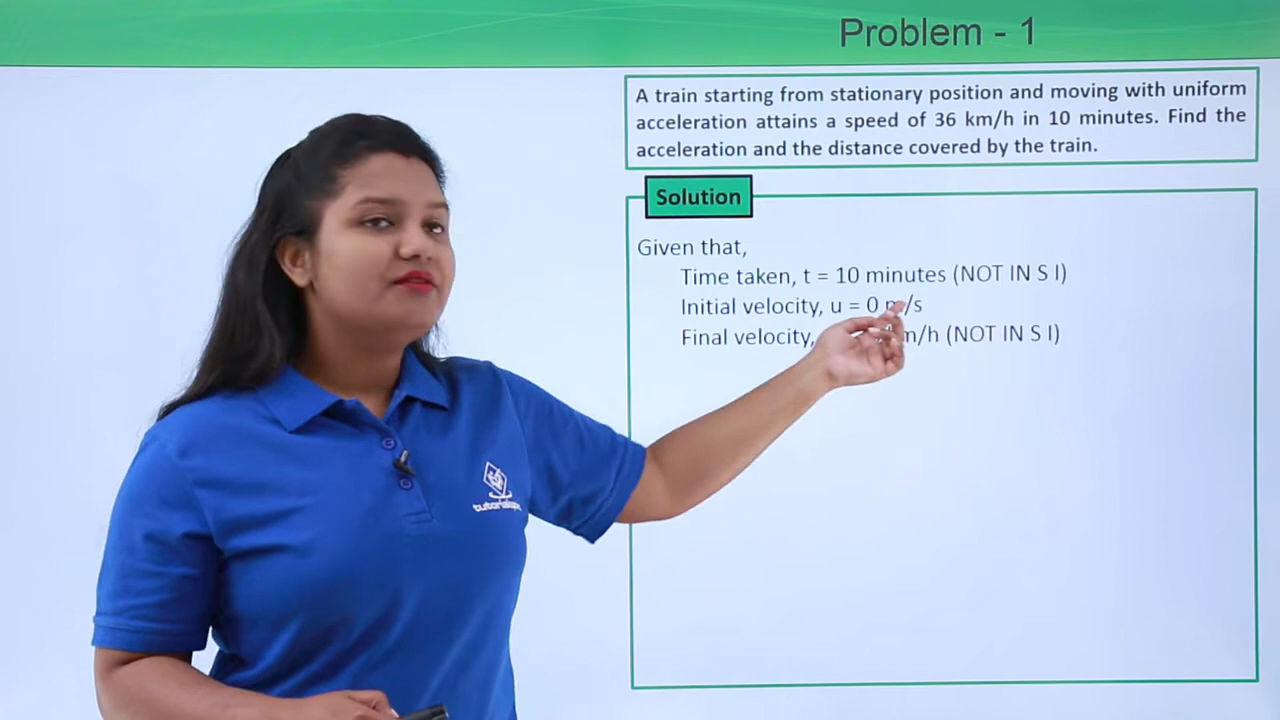 Problem - 1
A train starting from stationary position and moving with uniform
acceleration attains a speed of 36 km/h in 10 minutes. Find the
acceleration and the distance covered by the train.
Solution
Given that,
Time taken, t = 10 minutes (NOT IN S I)
Initial velocity, u = 0 m/s
Final velocity, m/h (NOT IN S I)